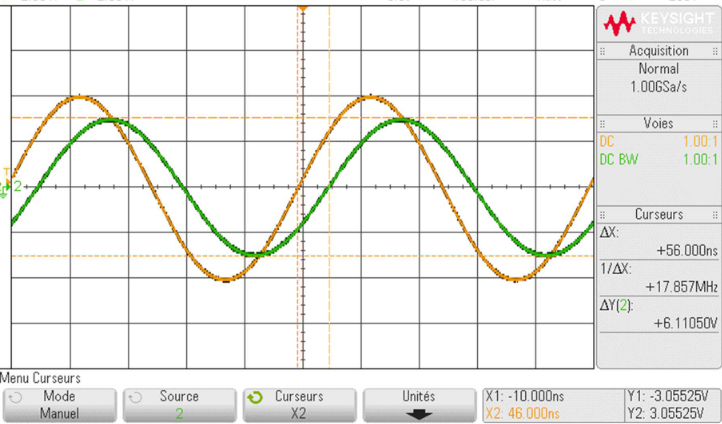 KEYSIGHT
TECHNOLOGIES
Acquisition
Normal
1.00GSa/s
Voies
DC 1.00:1
DC BW 1.00:1
Curseurs
ΔX:
+56.000ns
1/ΔX:
+17.857MHz
ΔY(2):
+6.11050V
T
2
Menu Curseurs
Mode
Manuel
Source
2
Curseurs
X2
Unités
X1: -10.000ns
X2: 46.000ns
Y1: -3.05525V
Y2: 3.05525V